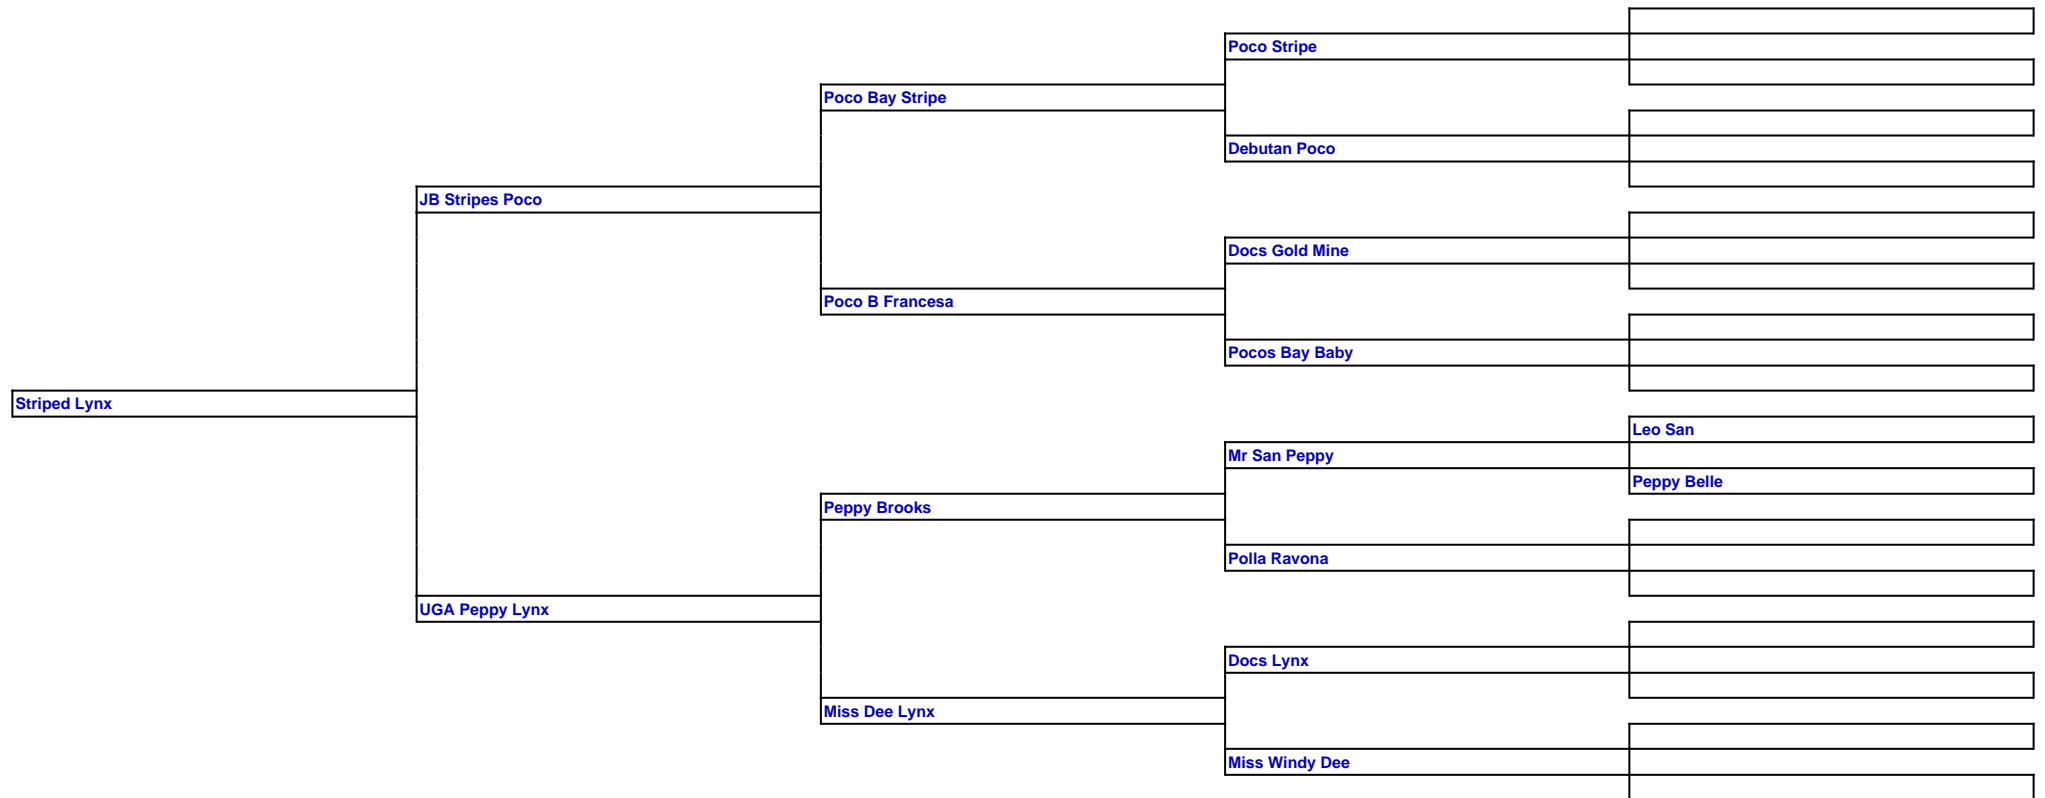 Poco Stripe
Poco Bay Stripe
Debutan Poco
JB Stripes Poco
Docs Gold Mine
Poco B Francesa
Pocos Bay Baby
Striped Lynx
Leo San
Mr San Peppy
Peppy Belle
Peppy Brooks
Polla Ravona
UGA Peppy Lynx
Docs Lynx
Miss Dee Lynx
Miss Windy Dee